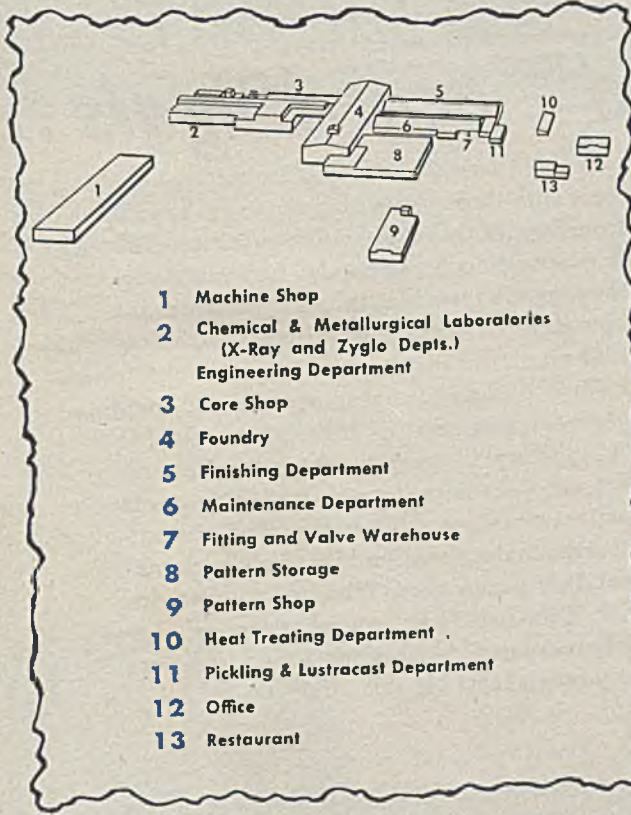 3
5
4
10
2
6
7
11
12
8
13
1
9
1 Machine Shop
2 Chemical & Metallurgical Laboratories
(X-Ray and Zyglo Depts.)
Engineering Department
3 Core Shop
4 Foundry
5 Finishing Department
6 Maintenance Department
7 Fitting and Valve Warehouse
8 Pattern Storage
9 Pattern Shop
10 Heat Treating Department
11 Pickling & Lustracast Department
12 Office
13 Restaurant